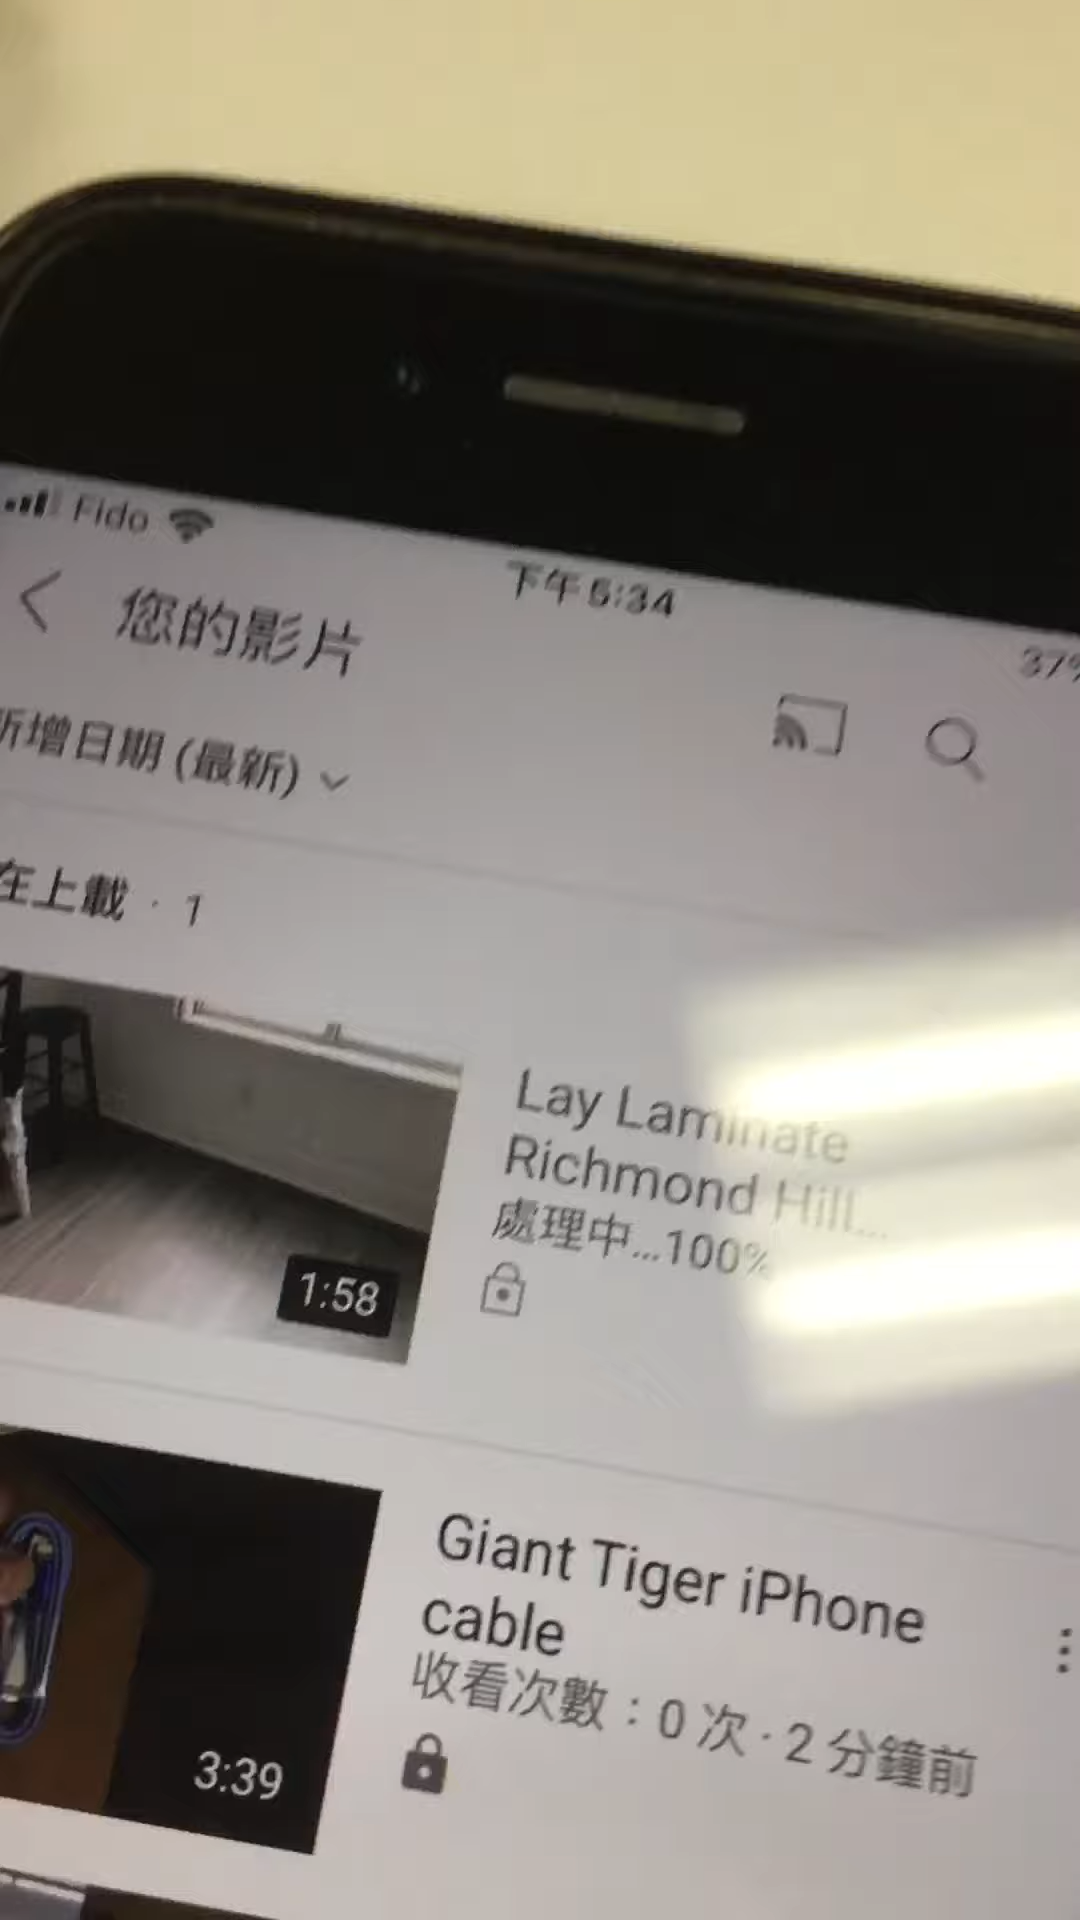 Fido
下午 5:34
37%
您的影片
新增日期 (最新)
在上載 · 1
Lay Laminate
Richmond Hill...
處理中...100%
1:58
Giant Tiger iPhone
cable
收看次數：0 次 · 2 分鐘前
3:39